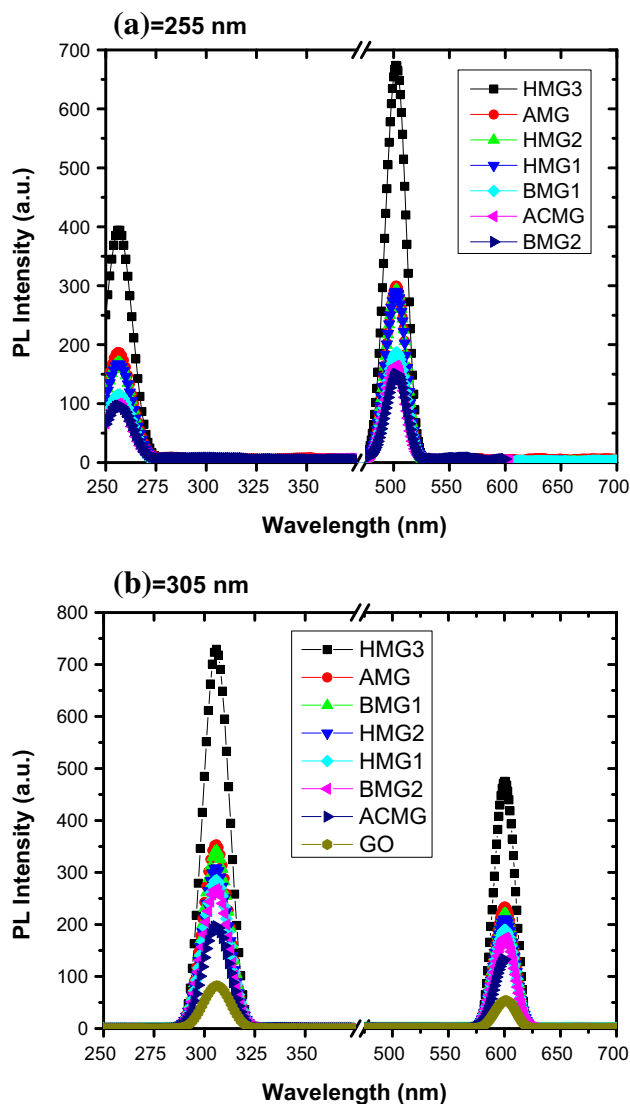 (a)=255 nm
700
600
500
400
300
200
100
0
PL Intensity (a.u.)
HMG3
AMG
HMG2
HMG1
BMG1
ACMG
BMG2
250 275 300 325 350 500 550 600 650 700
Wavelength (nm)
(b)=305 nm
800
700
600
500
400
300
200
100
0
PL Intensity (a.u.)
HMG3
AMG
BMG1
HMG2
HMG1
BMG2
ACMG
GO
250 275 300 325 350 500 550 600 650 700
Wavelength (nm)